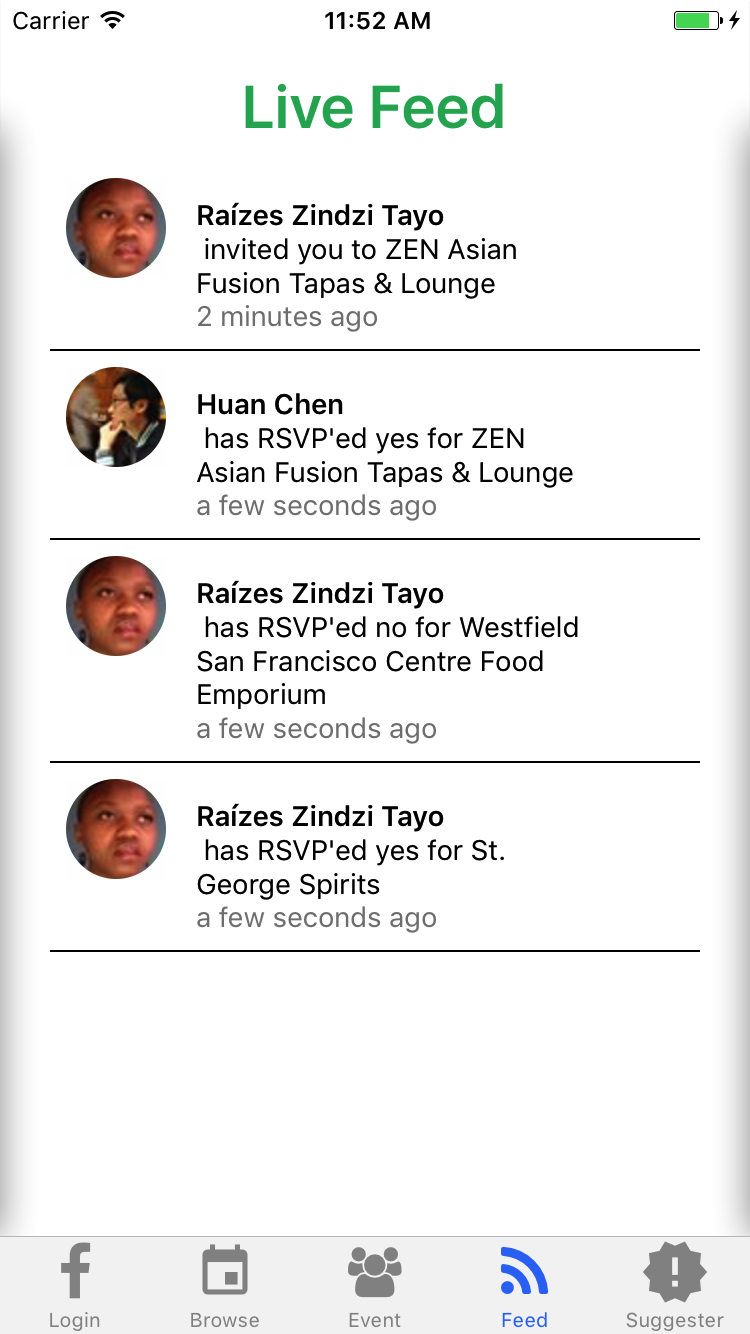 Carrier 11:52 AM
Live Feed
Raízes Zindzi Tayo
invited you to ZEN Asian
Fusion Tapas & Lounge
2 minutes ago
Huan Chen
has RSVP'ed yes for ZEN
Asian Fusion Tapas & Lounge
a few seconds ago
Raízes Zindzi Tayo
has RSVP'ed no for Westfield
San Francisco Centre Food
Emporium
a few seconds ago
Raízes Zindzi Tayo
has RSVP'ed yes for St.
George Spirits
a few seconds ago
Login Browse Event Feed Suggester